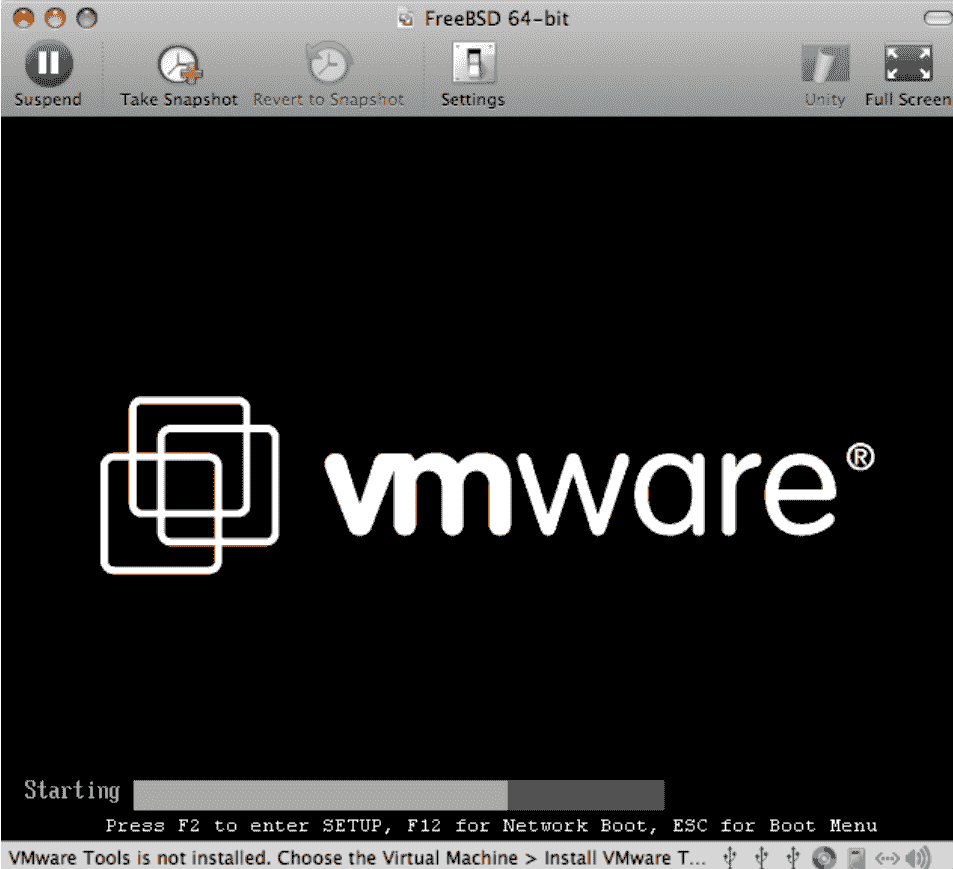 FreeBSD 64-bit
Suspend Take Snapshot Revert to Snapshot Settings Unity Full Screen
vmware®
Starting
Press F2 to enter SETUP, F12 for Network Boot, ESC for Boot Menu
VMware Tools is not installed. Choose the Virtual Machine > Install VMware T...